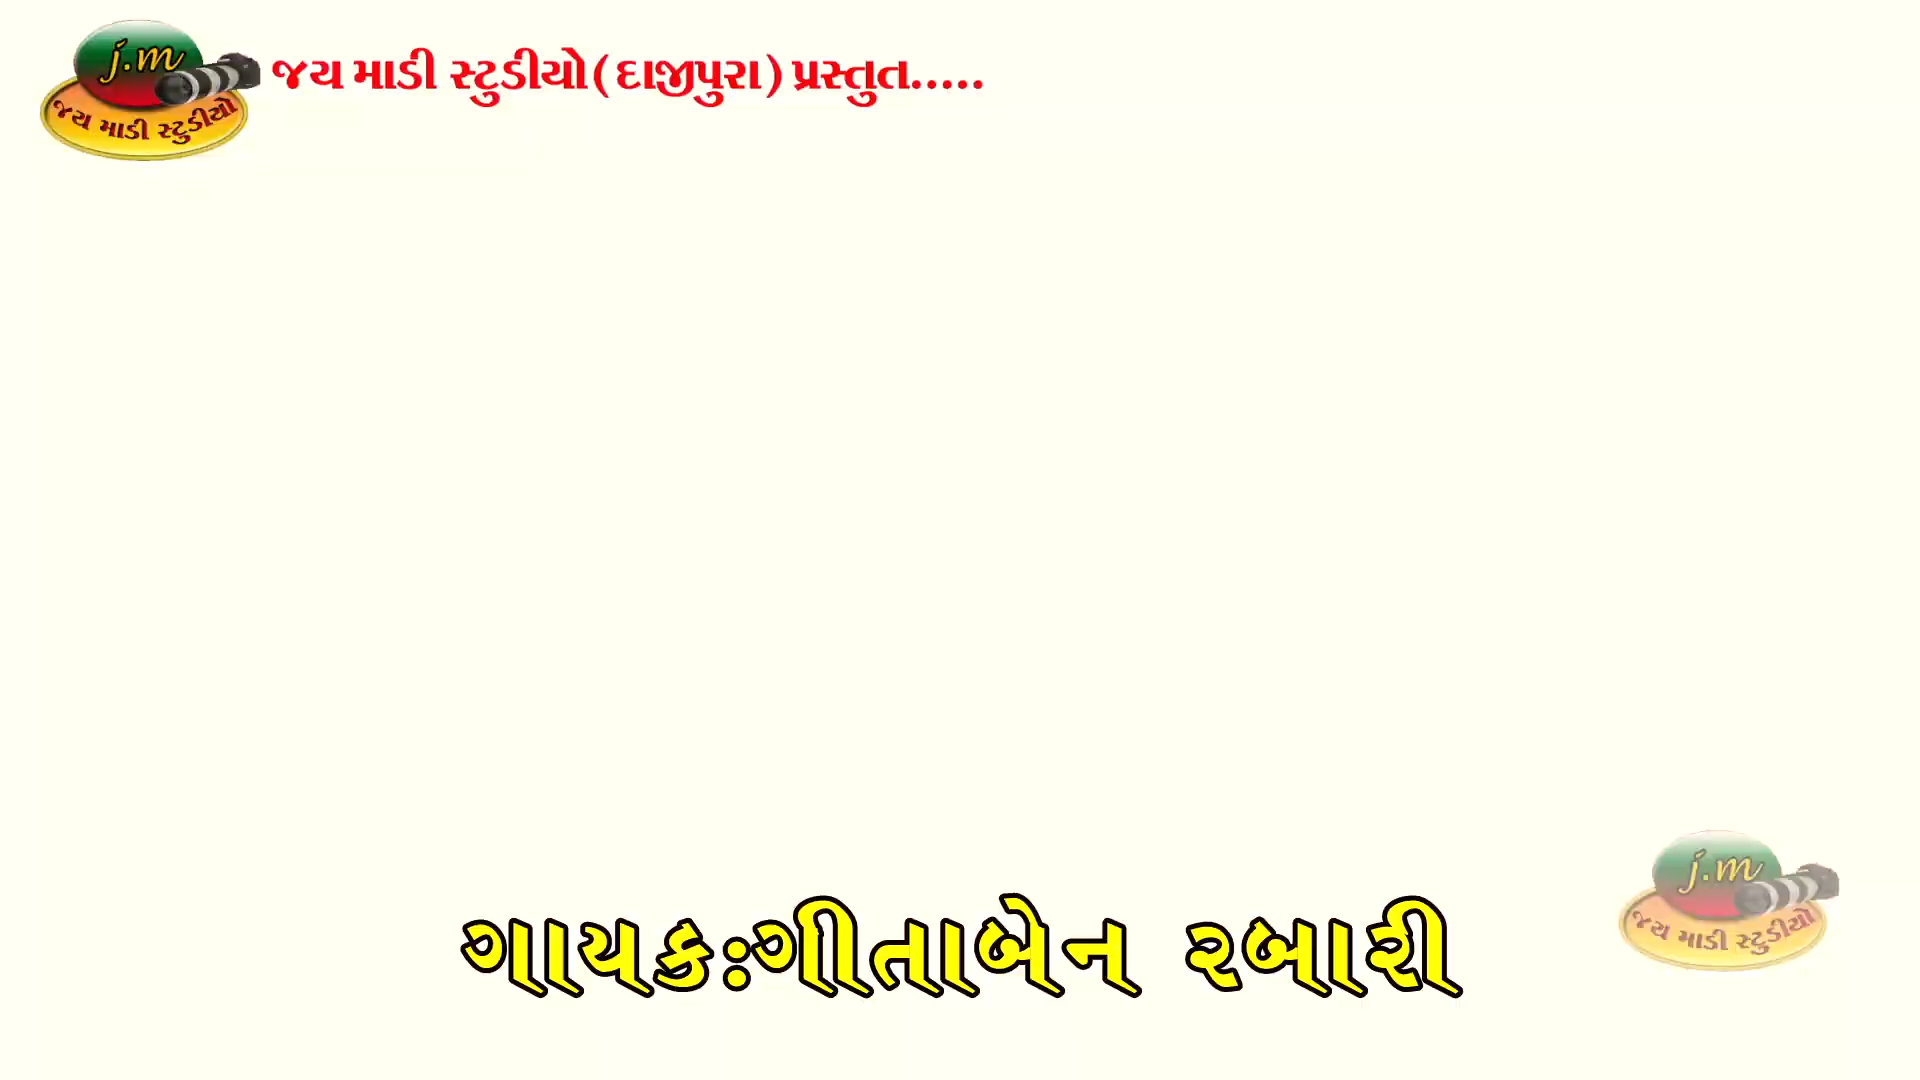 j.m
જય માડી સ્ટુડીયો
જય માડી સ્ટુડીયો(દાજીપુરા) પ્રસ્તુત.....
ગાયક:ગીતાબેન રબારી
j.m
જય માડી સ્ટુડીયો